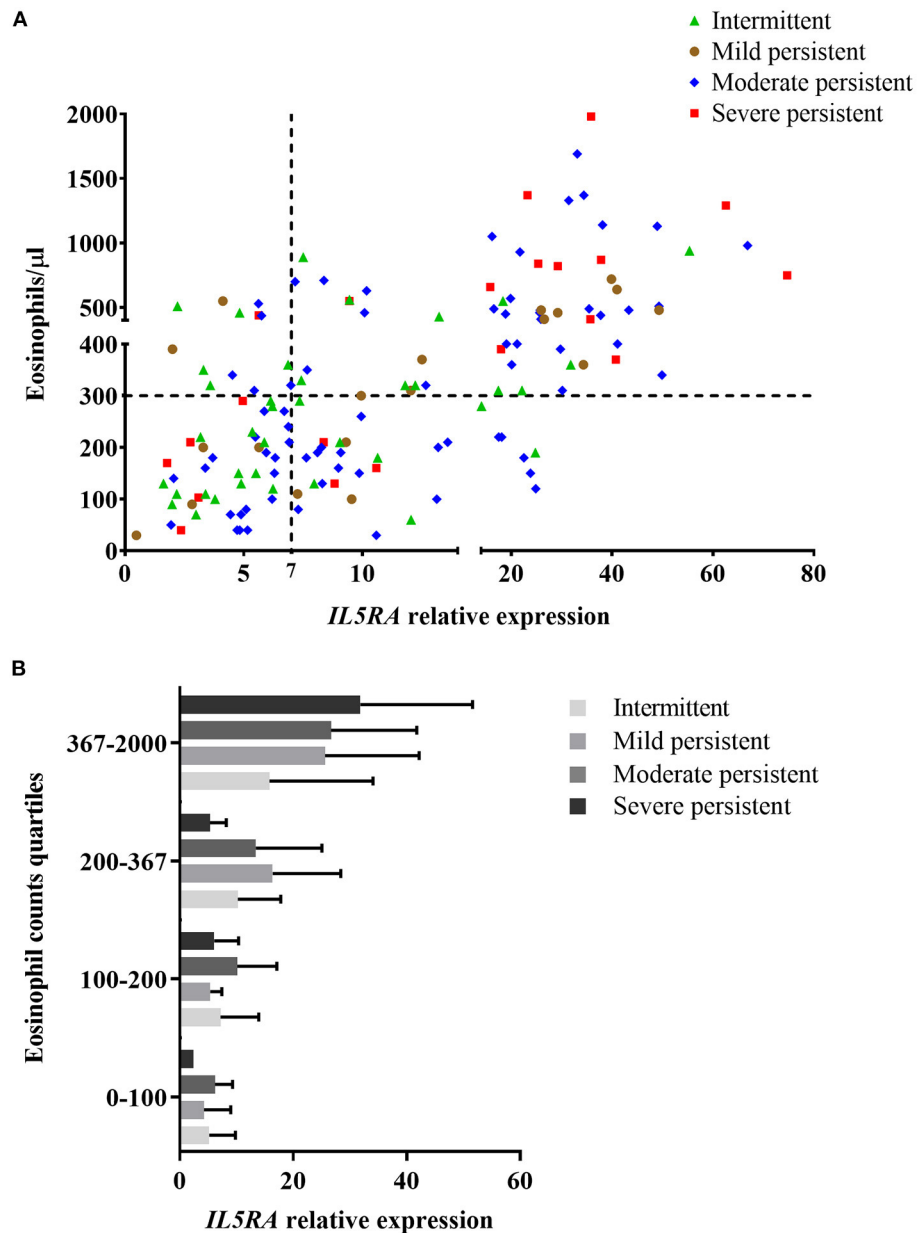 A
Intermittent
Mild persistent
Moderate persistent
Severe persistent
2000
1500
1000
500
400
300
200
100
0
Eosinophils/µl
0
5
7
10
20
40
60
80
IL5RA relative expression
B
Intermittent
Mild persistent
Moderate persistent
Severe persistent
367-2000
200-367
100-200
0-100
Eosinophil counts quartiles
0
20
40
60
IL5RA relative expression